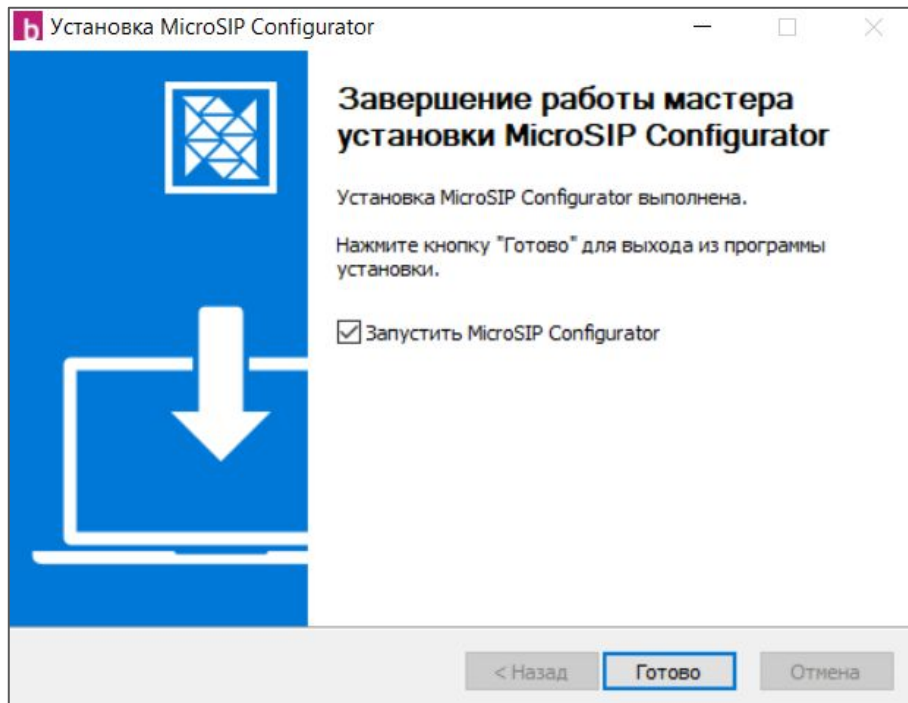 Установка MicroSIP Configurator
Завершение работы мастера
установки MicroSIP Configurator
Установка MicroSIP Configurator выполнена.
Нажмите кнопку "Готово" для выхода из программы
установки.
Запустить MicroSIP Configurator
< Назад
Готово
Отмена